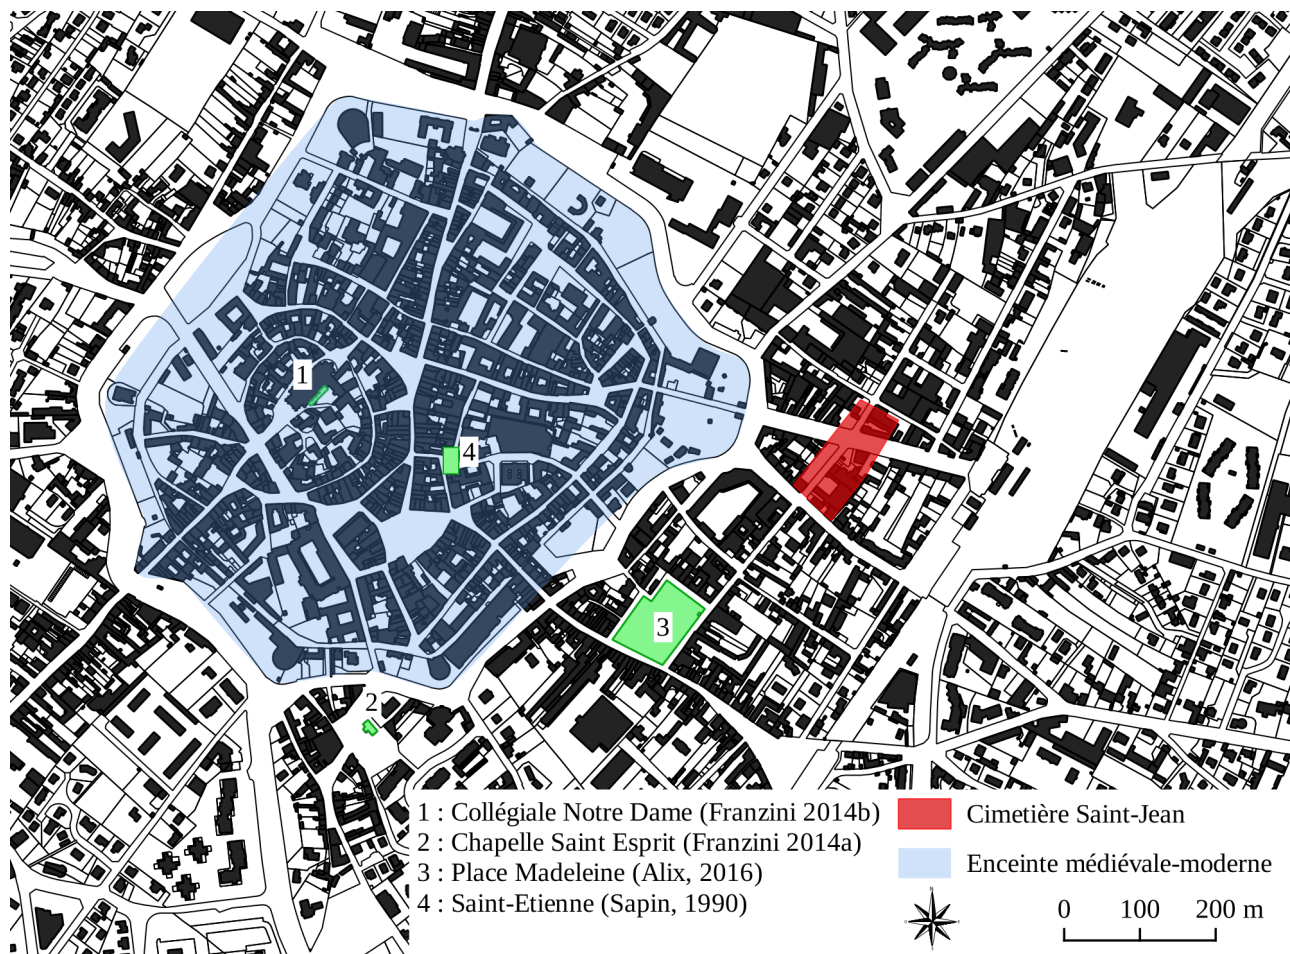 1
4
3
2
1 : Collégiale Notre Dame (Franzini 2014b)
2 : Chapelle Saint Esprit (Franzini 2014a)
3 : Place Madeleine (Alix, 2016)
4 : Saint-Etienne (Sapin, 1990)
Cimetière Saint-Jean
Enceinte médiévale-moderne
N
0 100 200 m